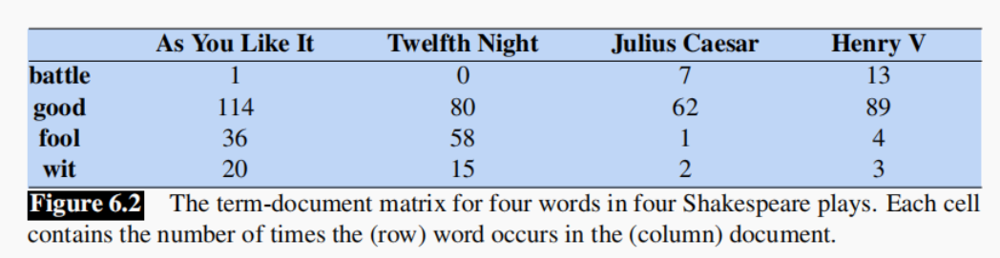 As You Like It Twelfth Night Julius Caesar Henry V
battle 1 0 7 13
good 114 80 62 89
fool 36 58 1 4
wit 20 15 2 3
Figure 6.2 The term-document matrix for four words in four Shakespeare plays. Each cell
contains the number of times the (row) word occurs in the (column) document.